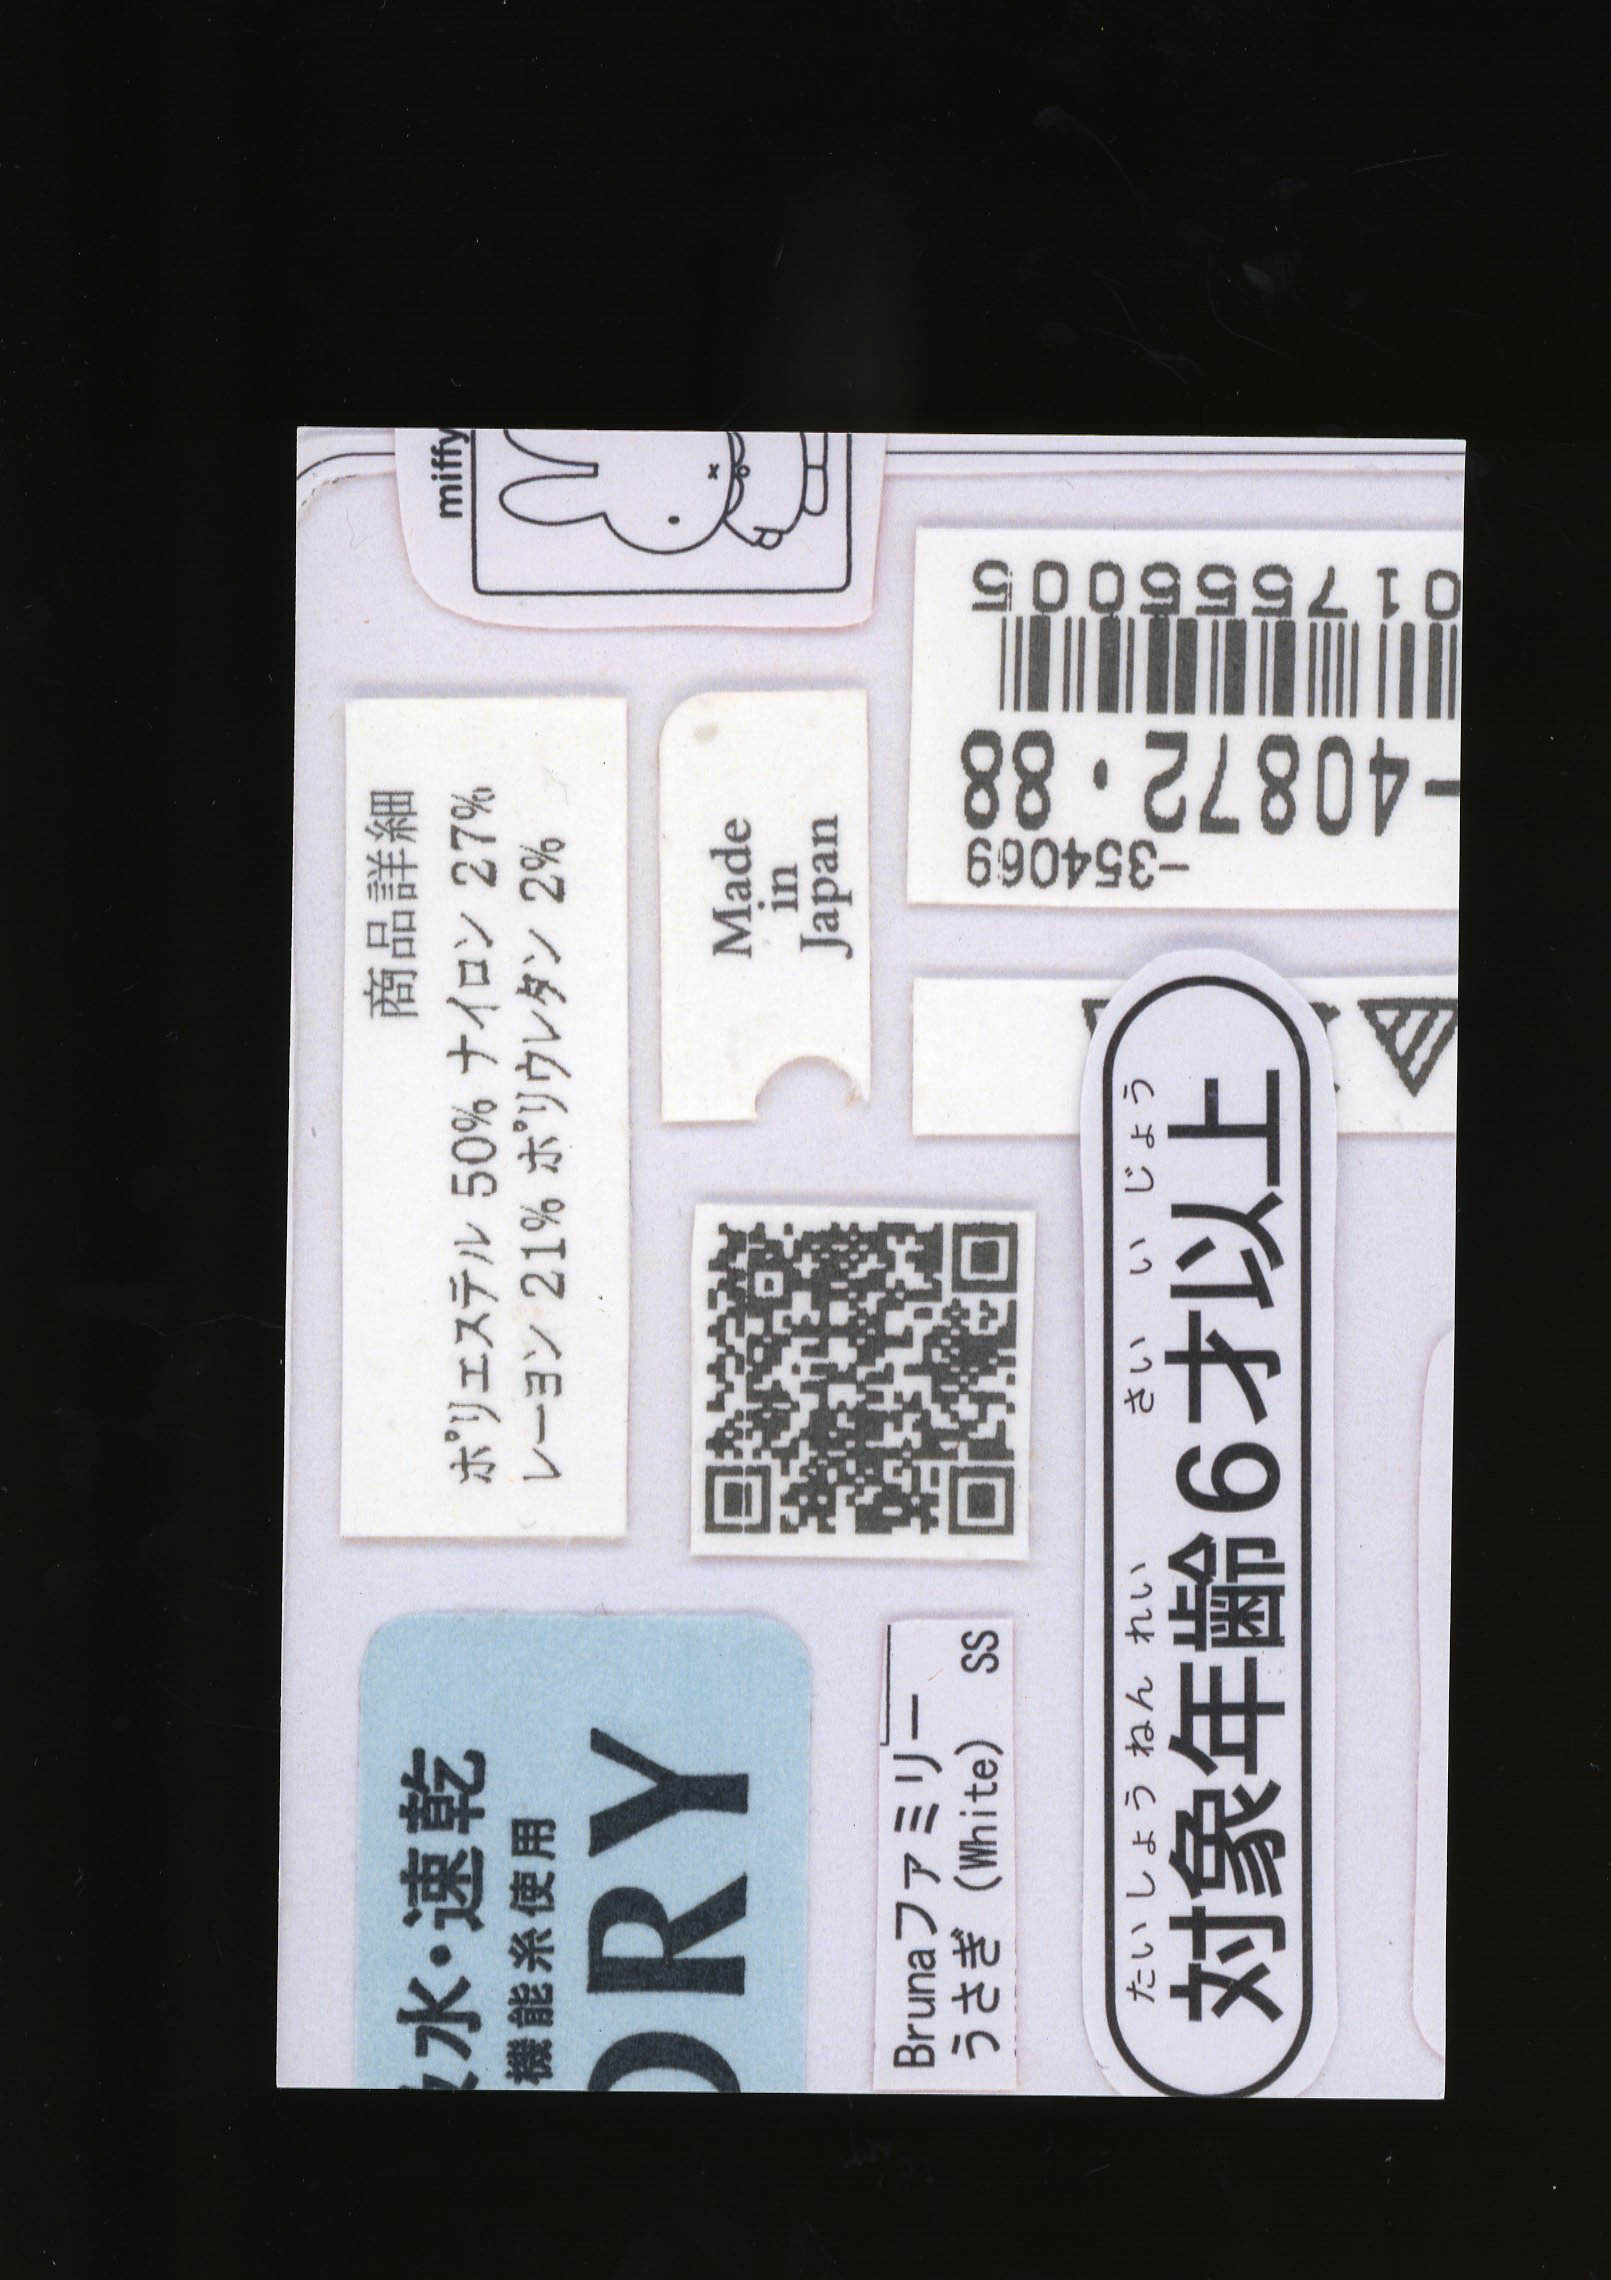 miffy
商品詳細
ポリエステル 50% ナイロン 27%
レーヨン 21% ポリウレタン 2%
Made
in
Japan
0175555005
-40872・88
-354069
水・速乾
機能糸使用
DRY
Brunaファミリー
うさぎ (White) SS
たいしょう ねん れい さい い じょう
対象年齢6才以上